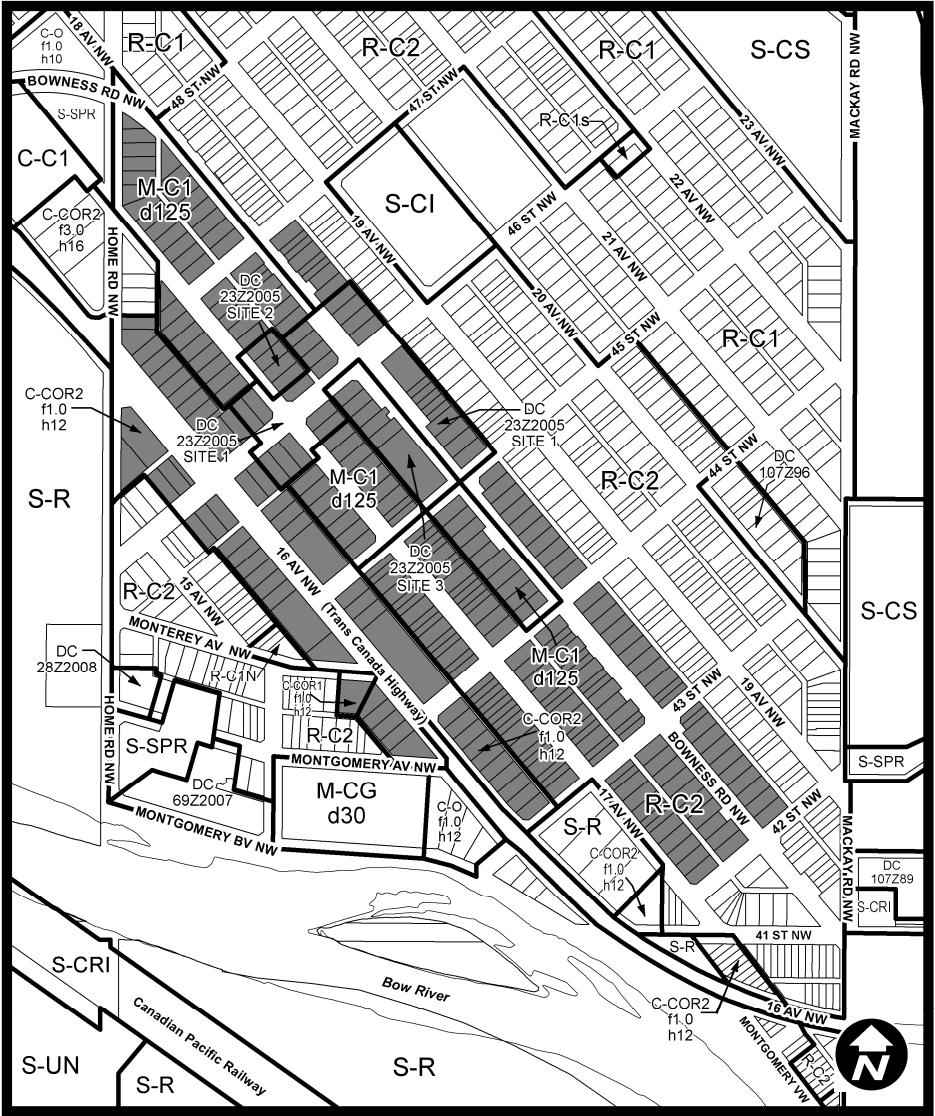 18 AV NW
C-O
f1.0
h10
R-C1
R-C2
R-C1
S-CS
MACKAY RD NW
BOWNESS RD NW
48 ST NW
47 ST NW
S-SPR
R-C1s
23 AV NW
C-C1
M-C1
d125
S-CI
22 AV NW
C-COR2
f3.0
h16
HOME RD NW
19 AV NW
46 ST NW
21 AV NW
DC
23Z2005
SITE 2
20 AV NW
45 ST NW
R-C1
C-COR2
f1.0
h12
DC
23Z2005
SITE 1
DC
23Z2005
SITE 1
44 ST NW
DC
107Z96
S-R
M-C1
d125
R-C2
DC
23Z2005
SITE 3
16 AV NW
(Trans Canada Highway)
R-C2
15 AV NW
S-CS
MONTEREY AV NW
DC
28Z2008
R-C1N
M-C1
d125
C-COR1
f1.0
h12
43 ST NW
19 AV NW
HOME RD NW
C-COR2
f1.0
h12
S-SPR
R-C2
BOWNESS RD NW
MONTGOMERY AV NW
S-SPR
DC
69Z2007
M-CG
d30
17 AV NW
R-C2
42 ST NW
C-O
f1.0
h12
S-R
MONTGOMERY BV NW
MACKAY RD NW
C-COR2
f1.0
h12
DC
107Z89
S-CRI
41 ST NW
S-R
S-CRI
Bow River
C-COR2
f1.0
h12
16 AV NW
Canadian Pacific Railway
MONTGOMERY VW
R-C2
S-UN
S-R
S-R
N